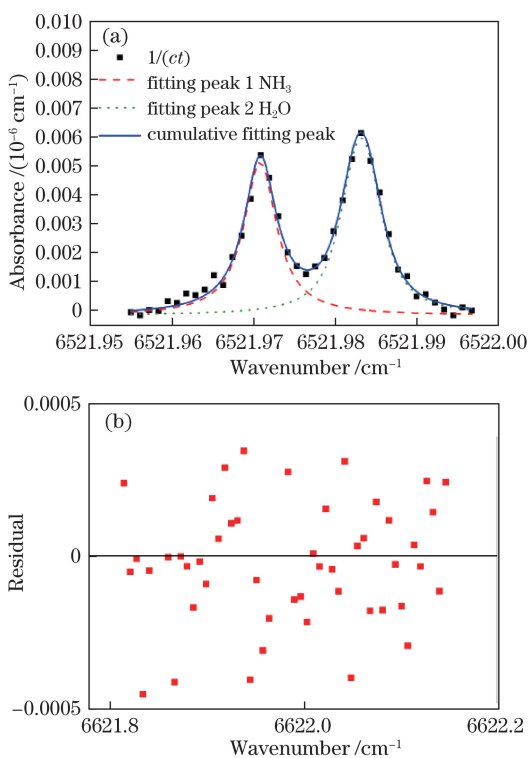 (a)
1/(ct)
fitting peak 1 NH₃
fitting peak 2 H₂O
cumulative fitting peak
Absorbance /(10⁻⁶ cm⁻¹)
0.010
0.009
0.008
0.007
0.006
0.005
0.004
0.003
0.002
0.001
0
6521.95 6521.96 6521.97 6521.98 6521.99 6522.00
Wavenumber /cm⁻¹
(b)
Residual
0.0005
0
−0.0005
6621.8 6622.0 6622.2
Wavenumber /cm⁻¹